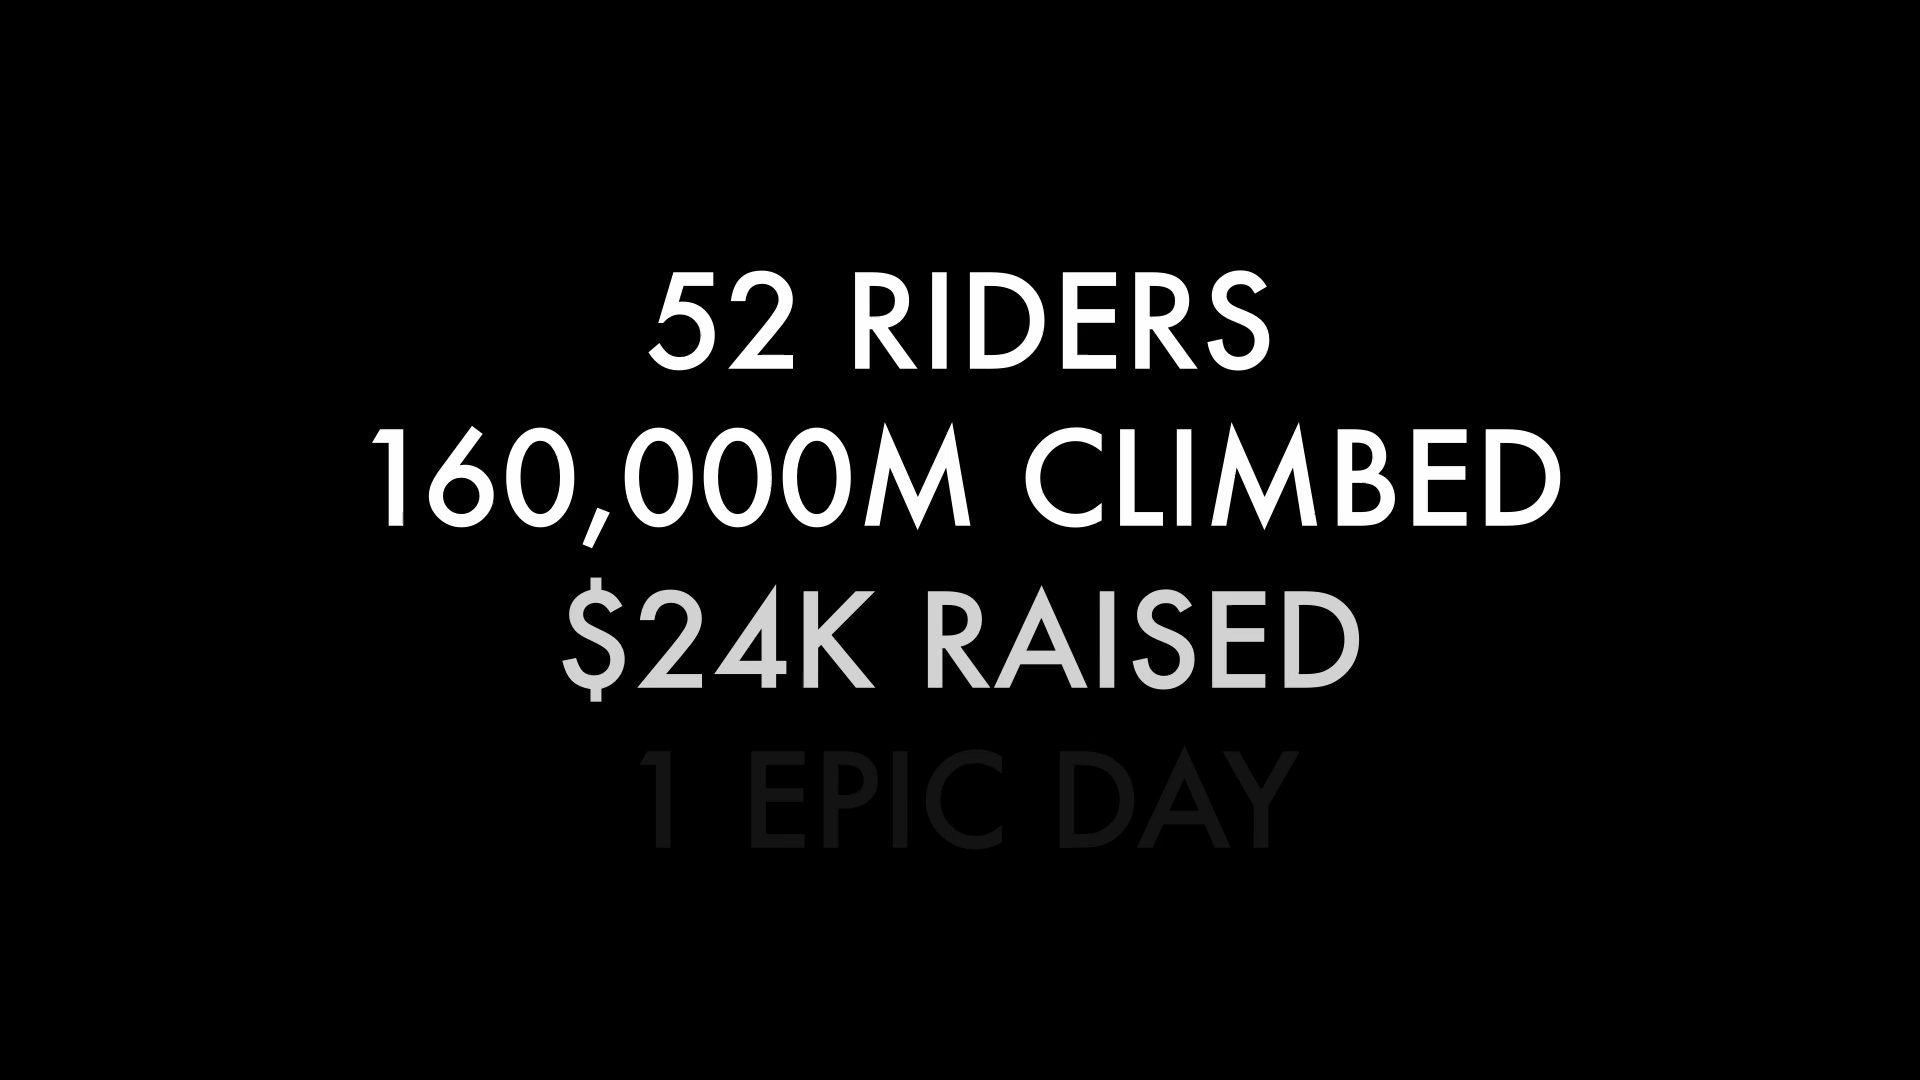 52 RIDERS
160,000M CLIMBED
$24K RAISED
1 EPIC DAY